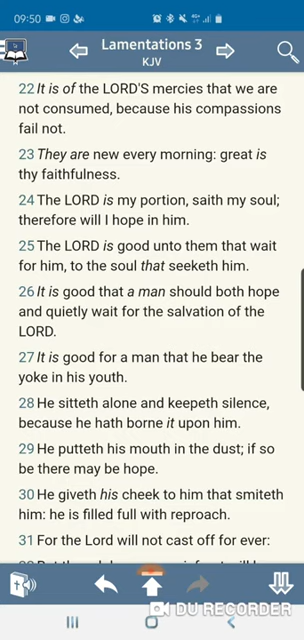 09:50
Lamentations 3
KJV
22 It is of the LORD'S mercies that we are
not consumed, because his compassions
fail not.
23 They are new every morning: great is
thy faithfulness.
24 The LORD is my portion, saith my soul;
therefore will I hope in him.
25 The LORD is good unto them that wait
for him, to the soul that seeketh him.
26 It is good that a man should both hope
and quietly wait for the salvation of the
LORD.
27 It is good for a man that he bear the
yoke in his youth.
28 He sitteth alone and keepeth silence,
because he hath borne it upon him.
29 He putteth his mouth in the dust; if so
be there may be hope.
30 He giveth his cheek to him that smiteth
him: he is filled full with reproach.
31 For the Lord will not cast off for ever:
DU RECORDER